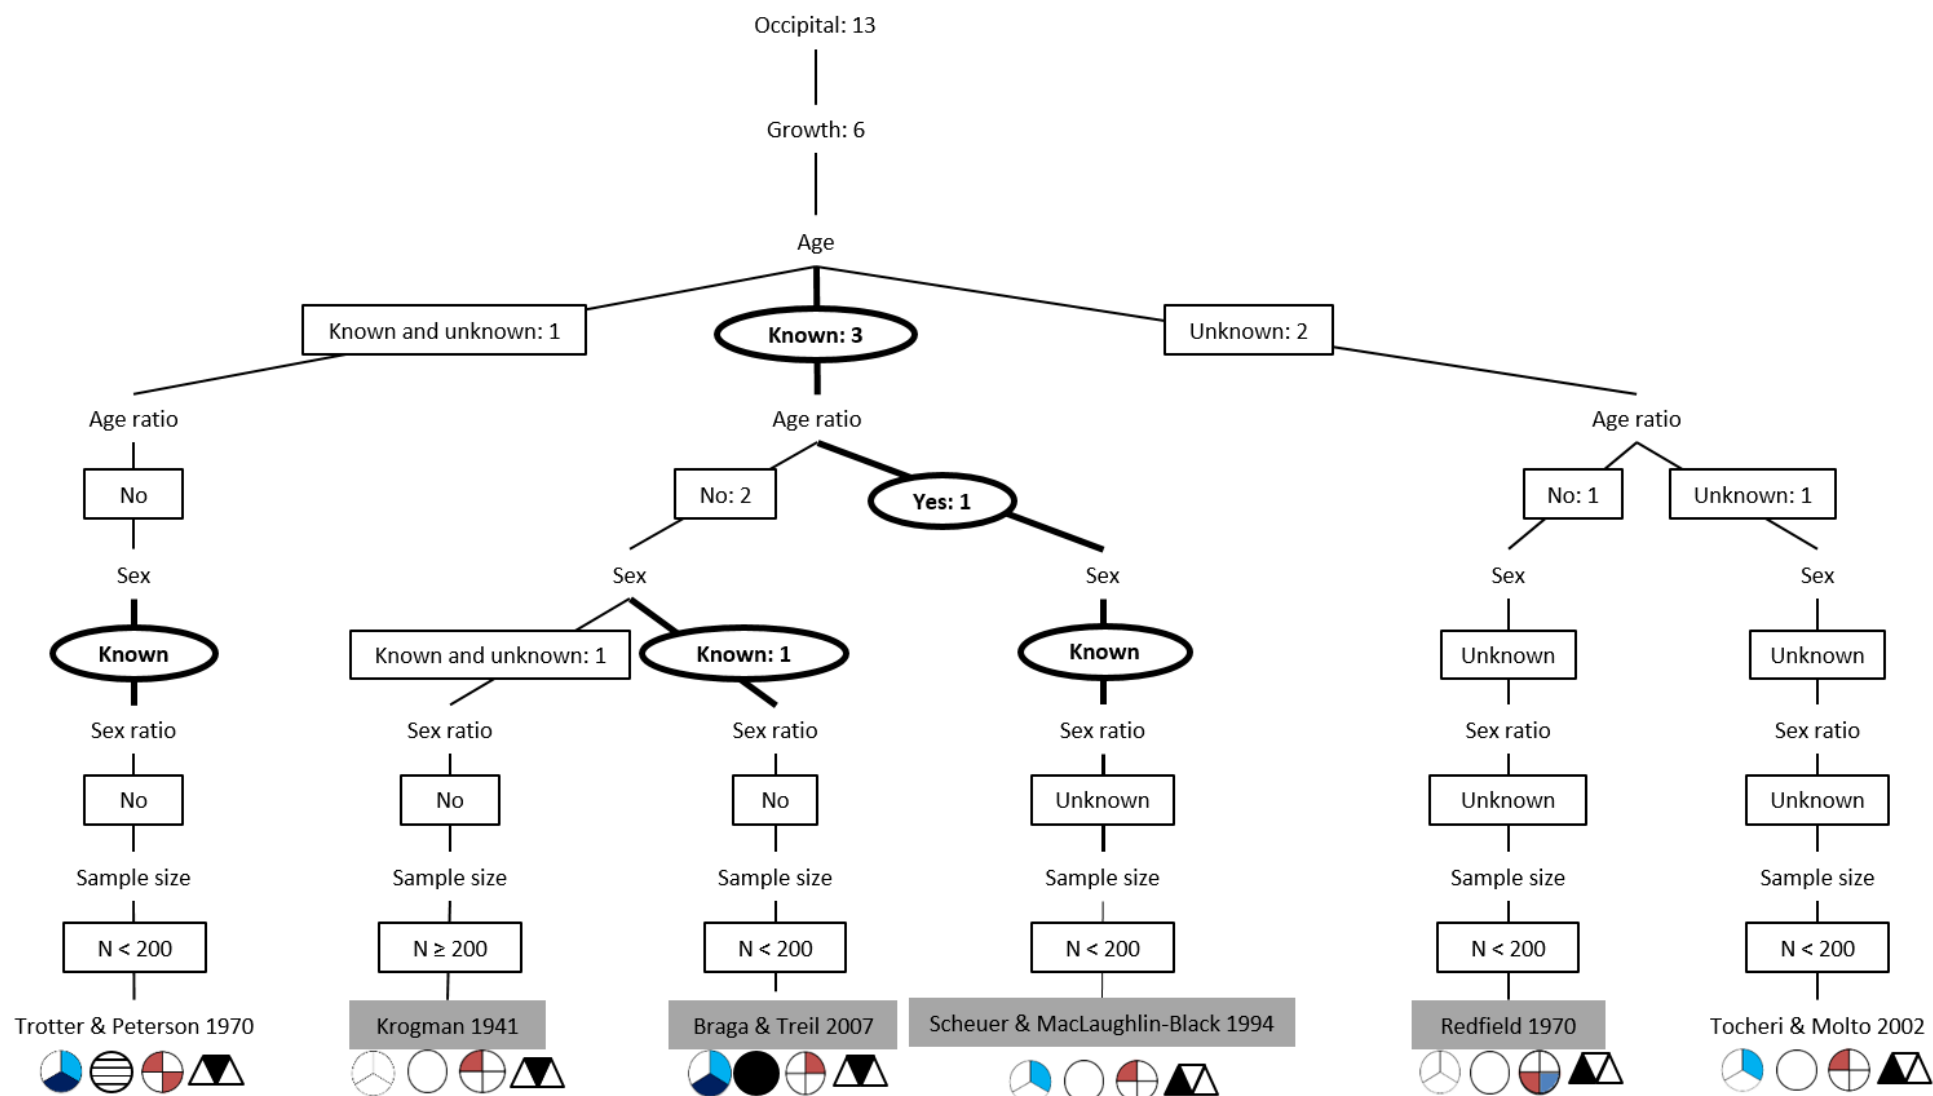 Occipital: 13
Growth: 6
Age
Known and unknown: 1
Known: 3
Unknown: 2
Age ratio
Age ratio
Age ratio
No
No: 2
Yes: 1
No: 1
Unknown: 1
Sex
Sex
Sex
Sex
Sex
Known
Known and unknown: 1
Known: 1
Known
Unknown
Unknown
Sex ratio
Sex ratio
Sex ratio
Sex ratio
Sex ratio
Sex ratio
No
No
No
Unknown
Unknown
Unknown
Sample size
Sample size
Sample size
Sample size
Sample size
Sample size
N < 200
N ≥ 200
N < 200
N < 200
N < 200
N < 200
Trotter & Peterson 1970
Krogman 1941
Braga & Treil 2007
Scheuer & MacLaughlin-Black 1994
Redfield 1970
Tocheri & Molto 2002